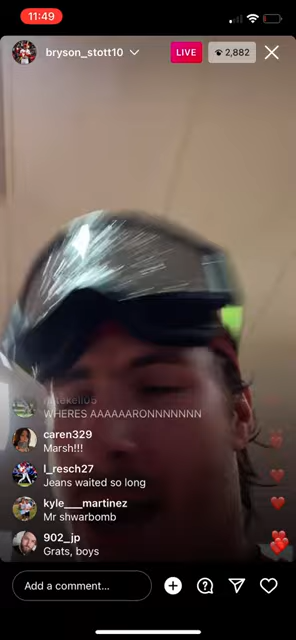 11:49
bryson_stott10
LIVE
2,882
WHERES AAAAAARONNNNNNN
caren329
Marsh!!!
l_resch27
Jeans waited so long
kyle___martinez
Mr shwarbomb
902_jp
Grats, boys
Add a comment...